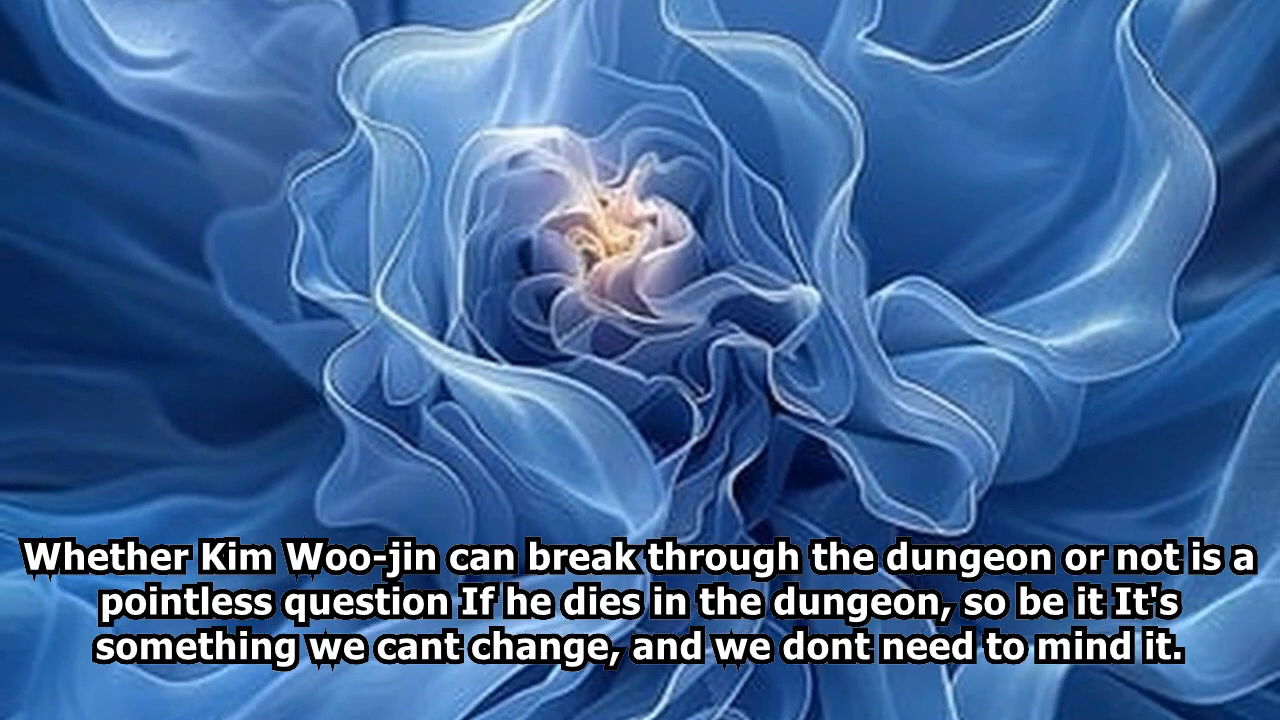 Whether Kim Woo-jin can break through the dungeon or not is a
pointless question If he dies in the dungeon, so be it It's
something we cant change, and we dont need to mind it.